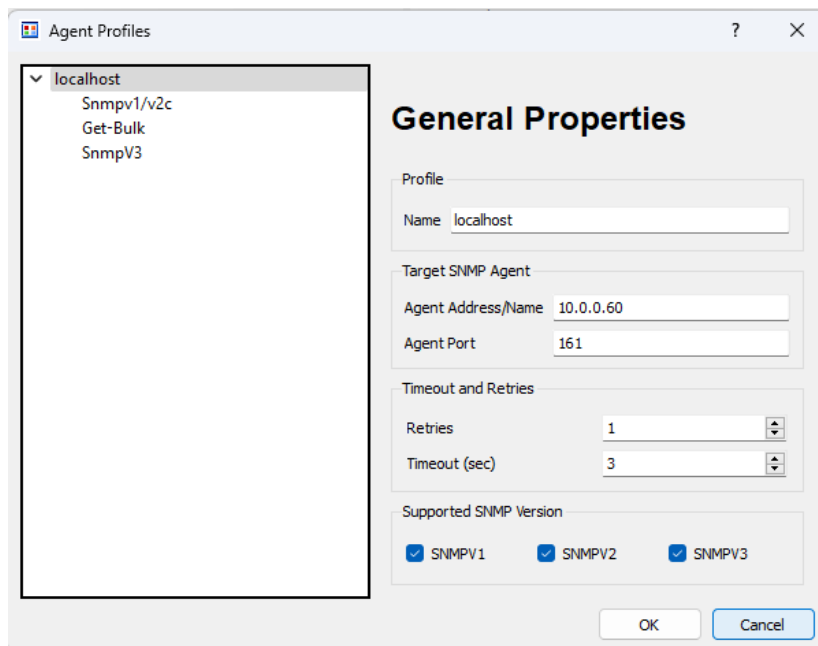 Agent Profiles ?
localhost
Snmpv1/v2c
Get-Bulk
SnmpV3
General Properties
Profile
Name localhost
Target SNMP Agent
Agent Address/Name 10.0.0.60
Agent Port 161
Timeout and Retries
Retries 1
Timeout (sec) 3
Supported SNMP Version
SNMPV1 SNMPV2 SNMPV3
OK Cancel